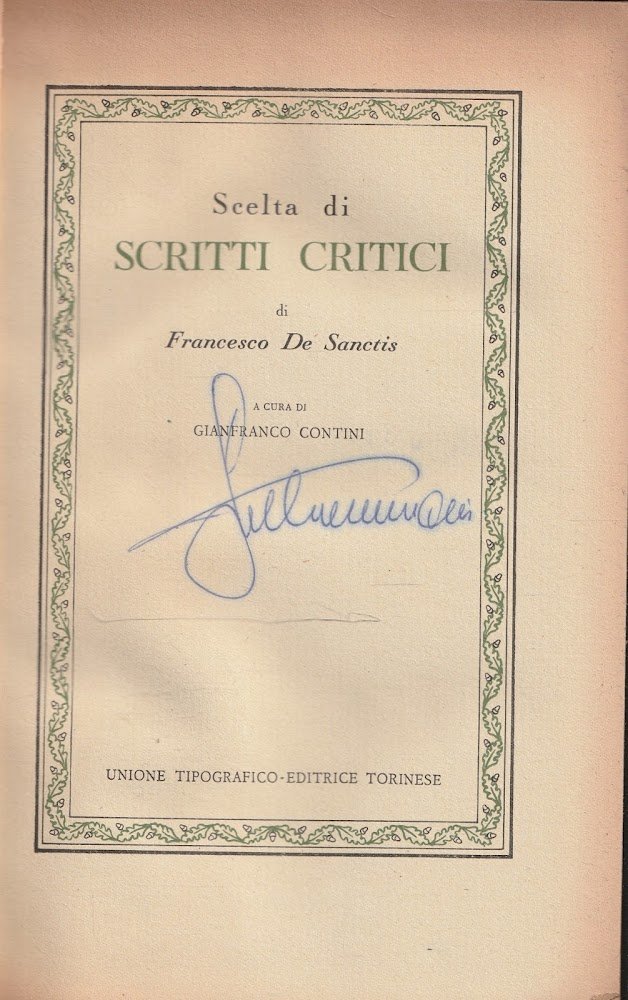 Scelta di
SCRITTI CRITICI
di
Francesco De Sanctis
A CURA DI
GIANFRANCO CONTINI
UNIONE TIPOGRAFICO-EDITRICE TORINESE